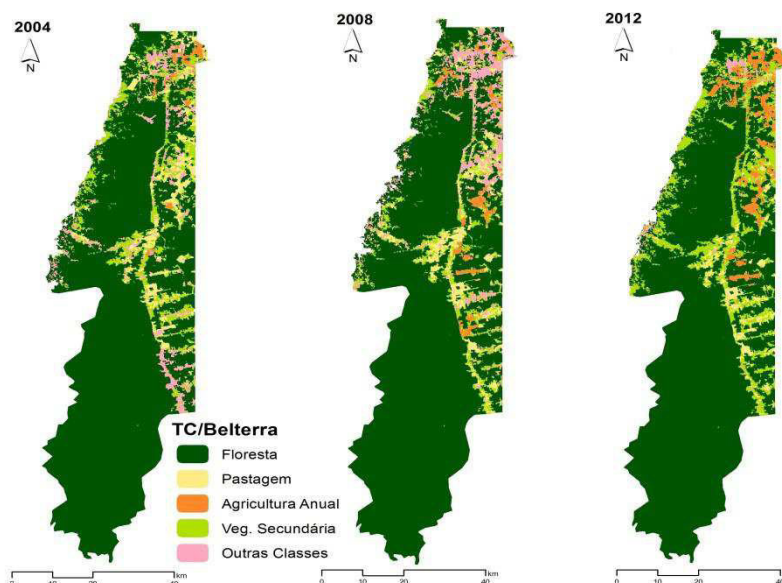 2004
N
2008
N
2012
N
TC/Belterra
Floresta
Pastagem
Agricultura Anual
Veg. Secundária
Outras Classes
km
0 10 20 40
km
0 10 20 40